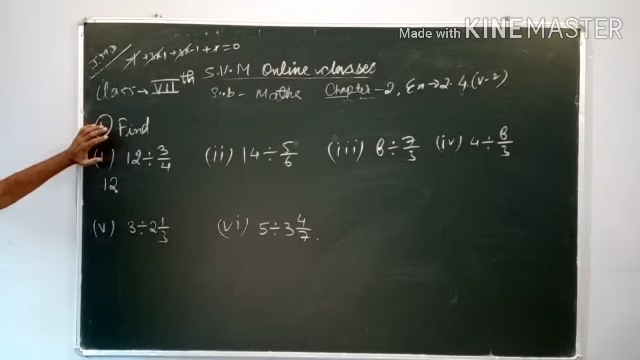 Made with KINEMASTER
S.V.M Online classes
Class → VIIth Sub - Maths Chapter - 2, Ex → 2.4 (V-2)
Find
12 ÷ 3/4 (ii) 14 ÷ 5/6 (iii) 8 ÷ 7/3 (iv) 4 ÷ 8/3
12
(v) 3 ÷ 2 1/3 (vi) 5 ÷ 3 4/7.